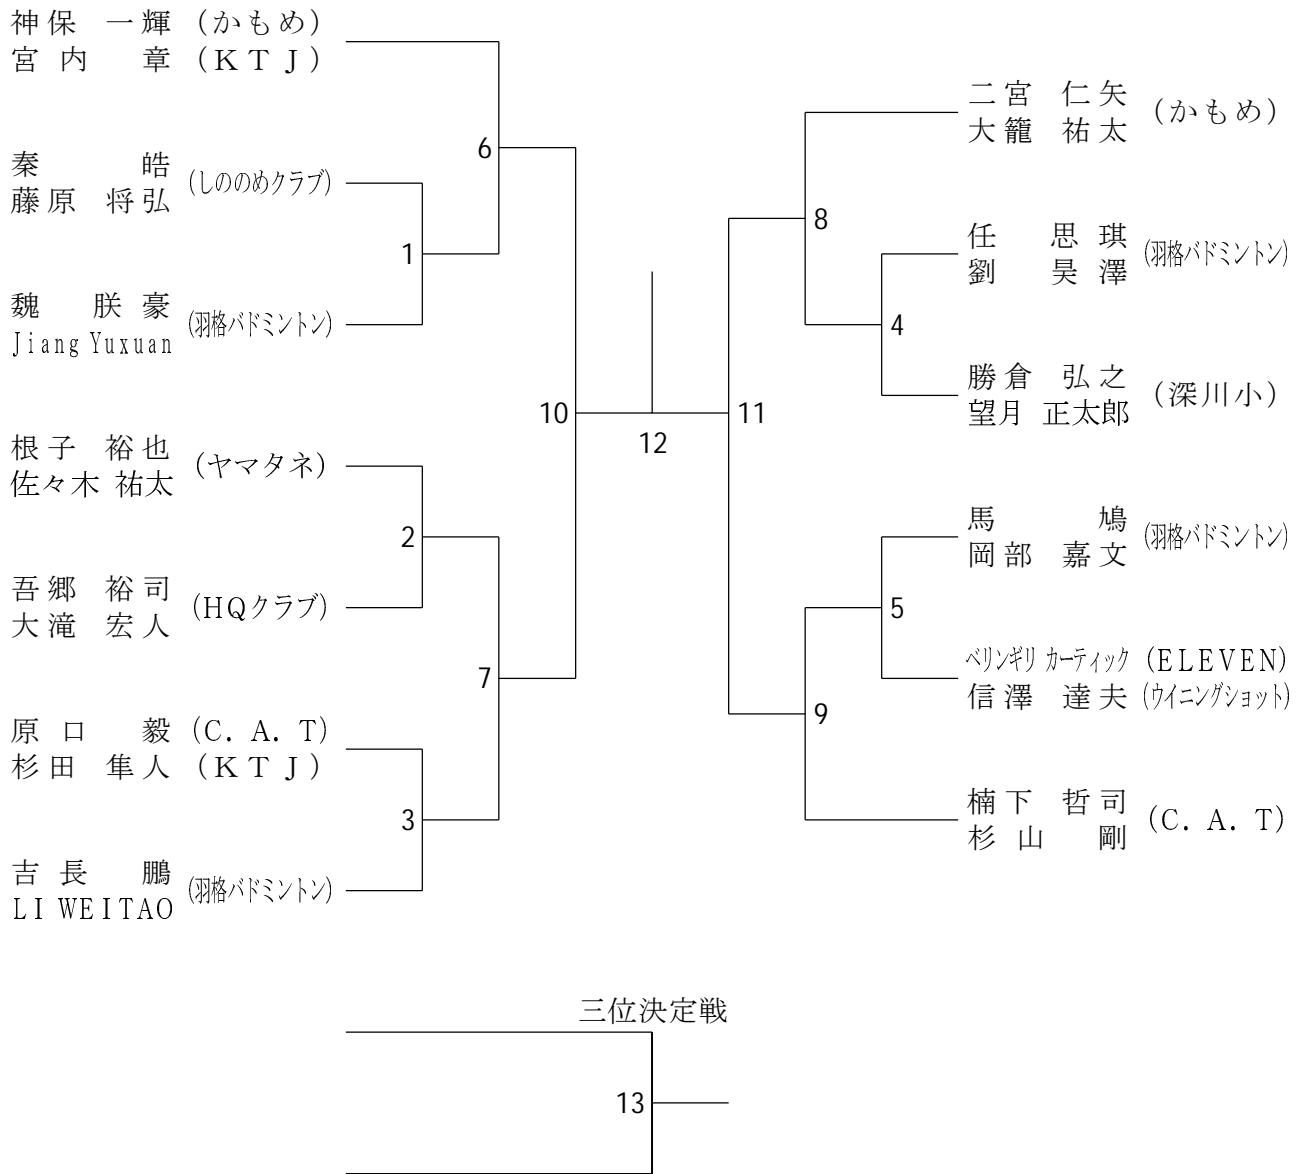 神保 一輝 (かもめ)
宮内 章 (KTJ)
秦 皓 (しののめクラブ)
藤原 将弘
魏 朕豪 (羽格バドミントン)
Jiang Yuxuan
根子 裕也 (ヤマタネ)
佐々木 祐太
吾郷 裕司 (HQクラブ)
大滝 宏人
原口 毅 (C. A. T)
杉田 隼人 (KTJ)
吉長 鵬 (羽格バドミントン)
LI WEITAO
6
1
10
2
7
3
12
二宮 仁矢 (かもめ)
大籠 祐太
任 思琪 (羽格バドミントン)
劉 昊澤
勝倉 弘之 (深川小)
望月 正太郎
馬 鳩 (羽格バドミントン)
岡部 嘉文
ベリンギリ カーティック (ELEVEN)
信澤 達夫 (ウイニングショット)
楠下 哲司 (C. A. T)
杉山 剛
8
4
11
5
9
三位決定戦
13